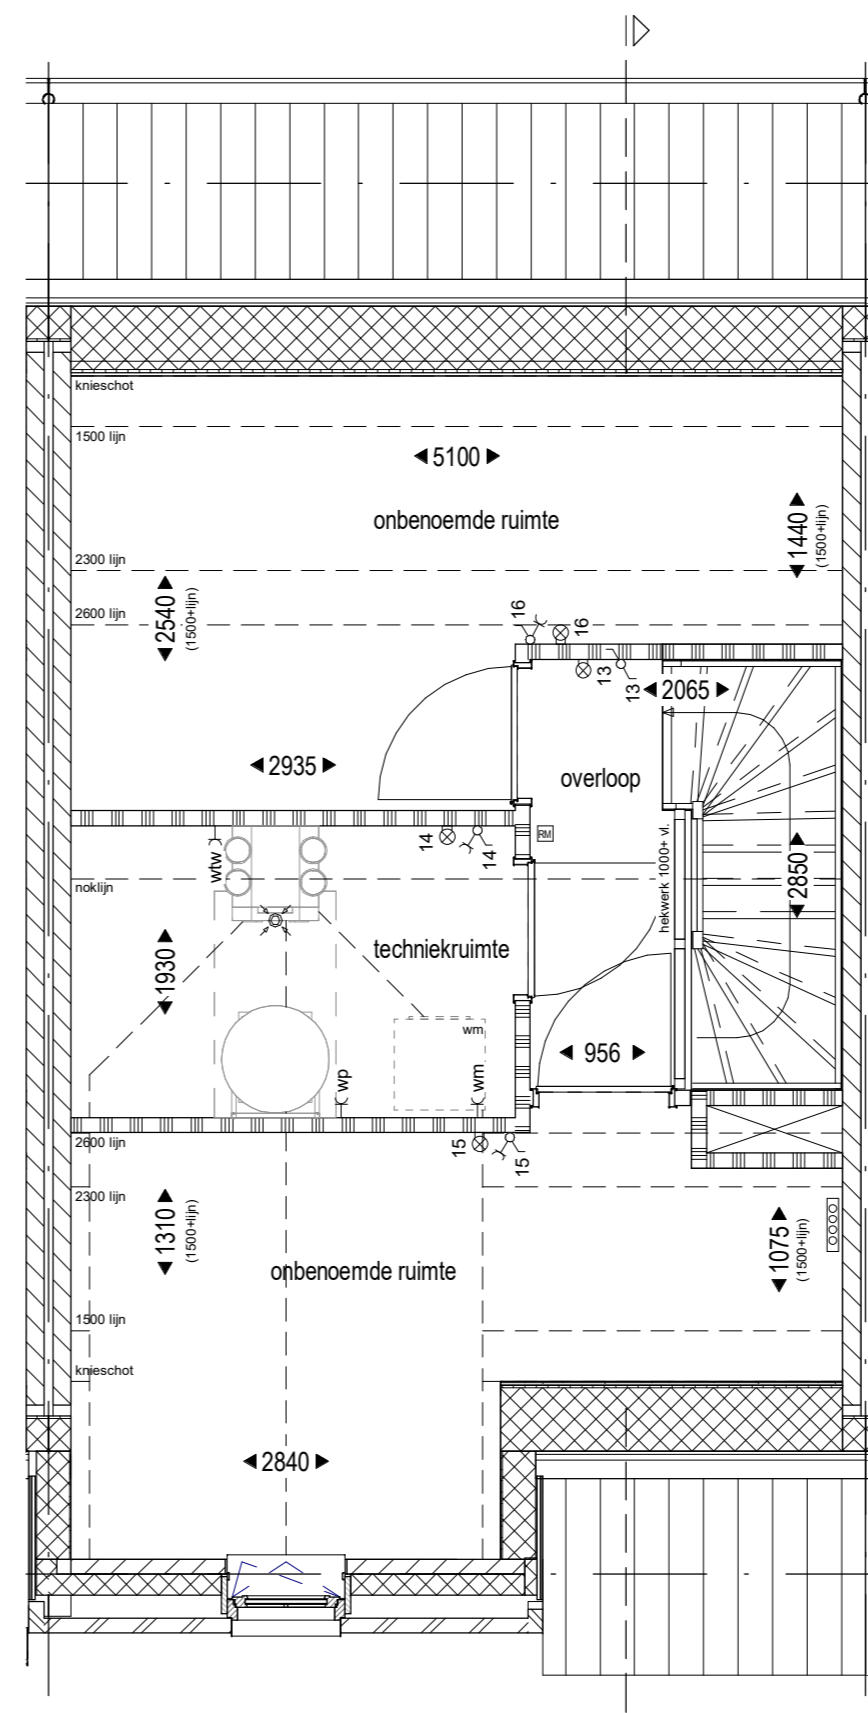 knieschot
1500 lijn
5100
onbenoemde ruimte
1440
(1500+lijn)
2300 lijn
2540
(1500+lijn)
2600 lijn
16
16
13
13
2065
2935
overloop
wtw
14
14
RM
hekwerk 1000+ vl.
2850
noklijn
techniekruimte
1930
wm
956
wp
wm
2600 lijn
15
15
2300 lijn
1310
(1500+lijn)
1075
(1500+lijn)
onbenoemde ruimte
1500 lijn
knieschot
2840